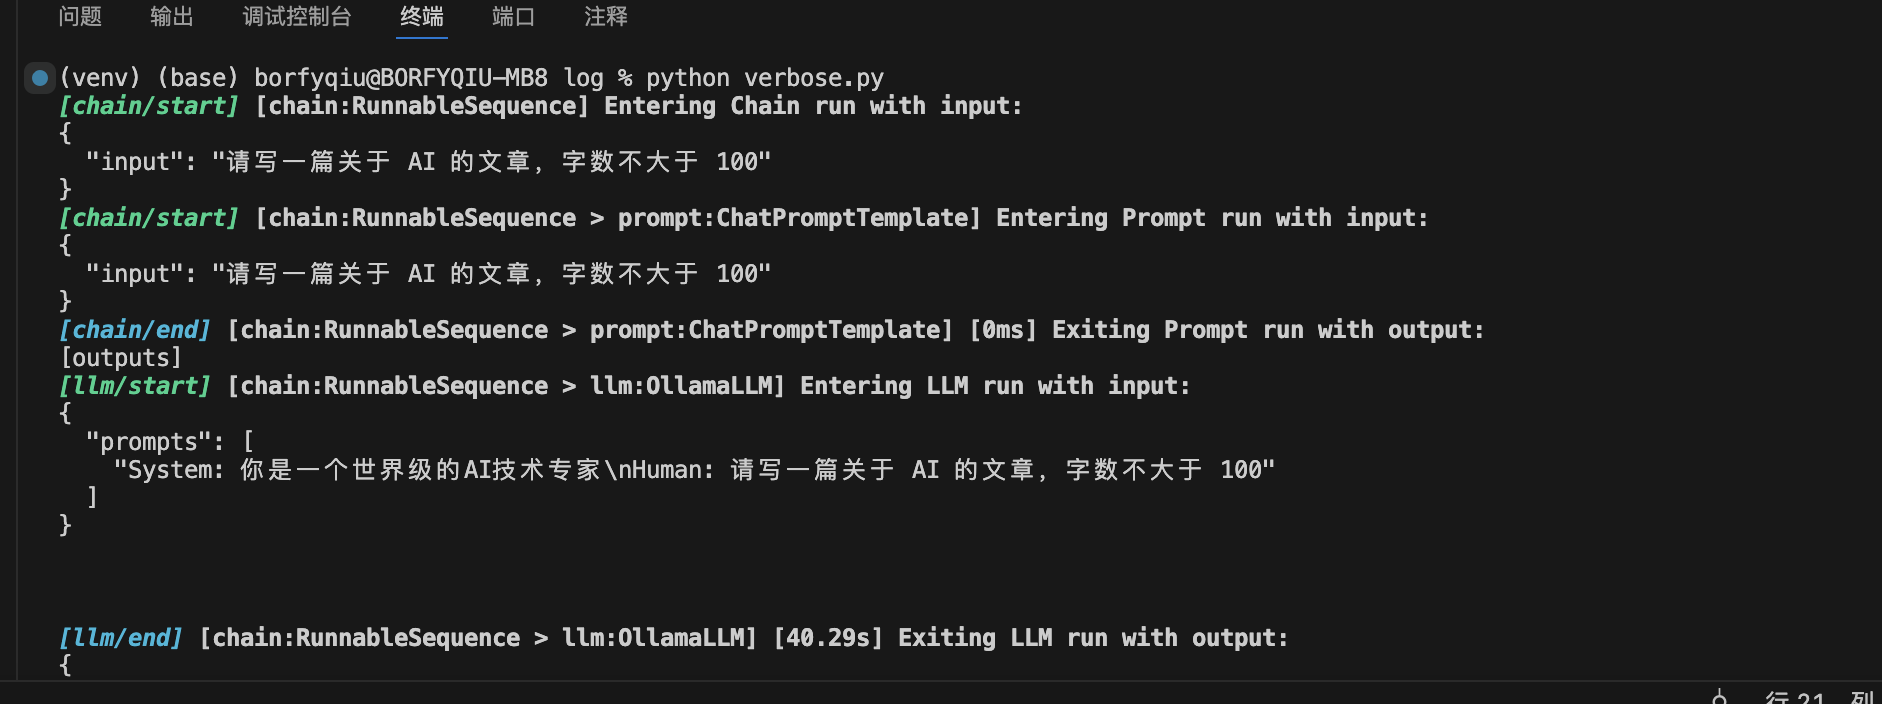 问题 输出 调试控制台 终端 端口 注释
(venv) (base) borfyqiu@BORFYQIU-MB8 log % python verbose.py
[chain/start] [chain:RunnableSequence] Entering Chain run with input:
{
  "input": "请写一篇关于 AI 的文章, 字数不大于 100"
}
[chain/start] [chain:RunnableSequence > prompt:ChatPromptTemplate] Entering Prompt run with input:
{
  "input": "请写一篇关于 AI 的文章, 字数不大于 100"
}
[chain/end] [chain:RunnableSequence > prompt:ChatPromptTemplate] [0ms] Exiting Prompt run with output:
[outputs]
[llm/start] [chain:RunnableSequence > llm:OllamaLLM] Entering LLM run with input:
{
  "prompts": [
    "System: 你是一个世界级的AI技术专家\nHuman: 请写一篇关于 AI 的文章, 字数不大于 100"
  ]
}
[llm/end] [chain:RunnableSequence > llm:OllamaLLM] [40.29s] Exiting LLM run with output:
{
行 21, 列